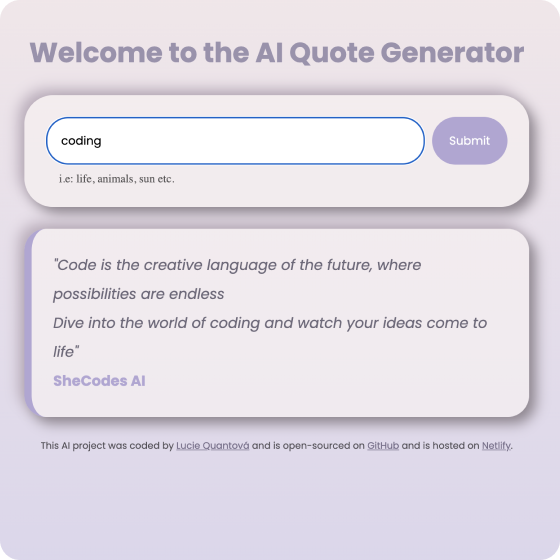 Welcome to the AI Quote Generator
coding
Submit
i.e: life, animals, sun etc.
"Code is the creative language of the future, where
possibilities are endless
Dive into the world of coding and watch your ideas come to
life"
SheCodes AI
This AI project was coded by Lucie Quantová and is open-sourced on GitHub and is hosted on Netlify.